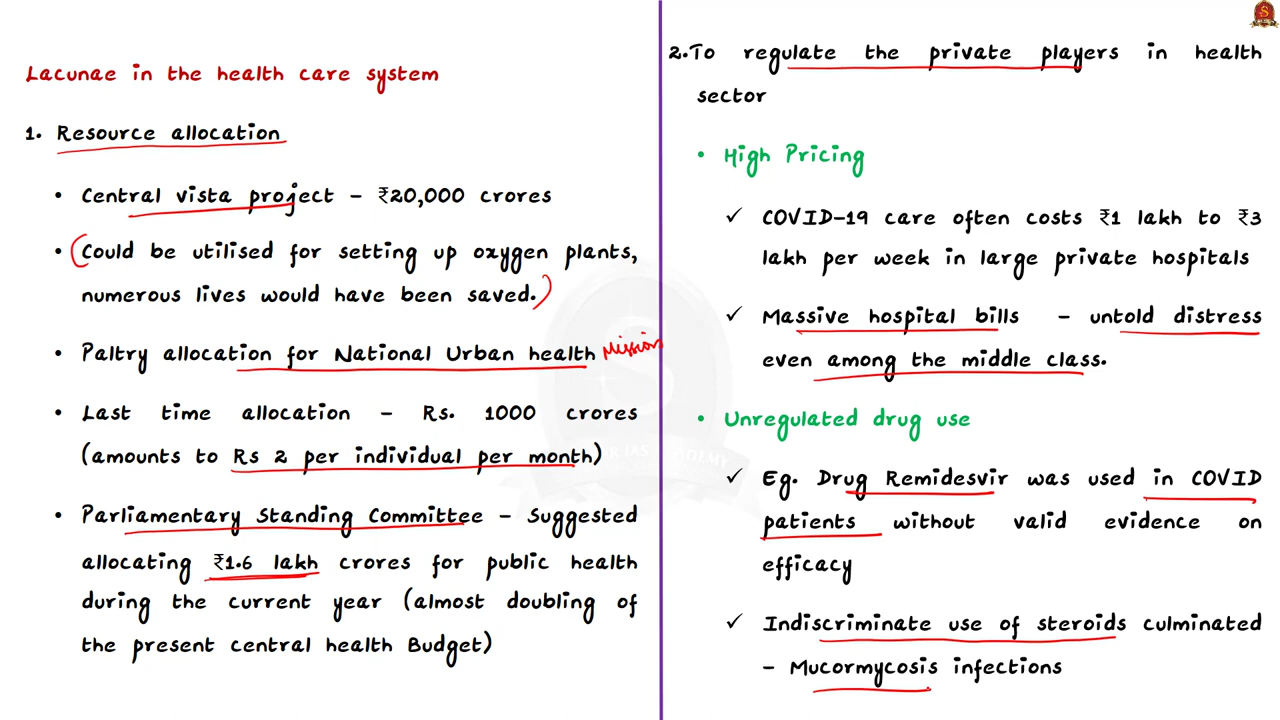 Lacunae in the health care system
1. Resource allocation
• Central vista project – ₹20,000 crores
• Could be utilised for setting up oxygen plants,
numerous lives would have been saved.
• Paltry allocation for National Urban health Mission
• Last time allocation – Rs. 1000 crores
(amounts to Rs 2 per individual per month)
• Parliamentary Standing Committee – Suggested
allocating ₹1.6 lakh crores for public health
during the current year (almost doubling of
the present central health Budget)
2.To regulate the private players in health
sector
• High Pricing
✓ COVID-19 care often costs ₹1 lakh to ₹3
lakh per week in large private hospitals
✓ Massive hospital bills – untold distress
even among the middle class.
• Unregulated drug use
✓ Eg. Drug Remidesvir was used in COVID
patients without valid evidence on
efficacy
✓ Indiscriminate use of steroids culminated
– Mucormycosis infections